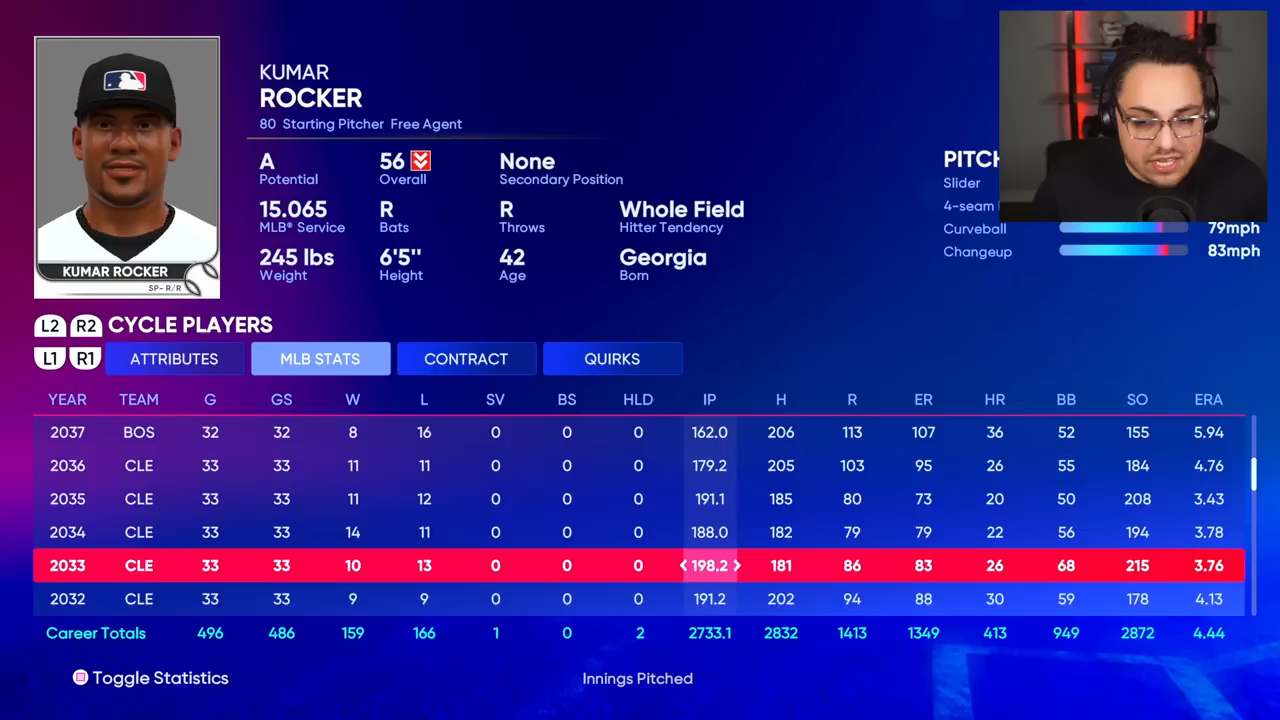 KUMAR
ROCKER
80 Starting Pitcher Free Agent
A 56 None
Potential Overall Secondary Position
15.065 R R Whole Field
MLB® Service Bats Throws Hitter Tendency
245 lbs 6'5'' 42 Georgia
Weight Height Age Born
KUMAR ROCKER
SP- R/R
PITCH
Slider
4-seam
Curveball 79mph
Changeup 83mph
L2 R2 CYCLE PLAYERS
L1 R1 ATTRIBUTES MLB STATS CONTRACT QUIRKS
YEAR TEAM G GS W L SV BS HLD IP H R ER HR BB SO ERA
2037 BOS 32 32 8 16 0 0 0 162.0 206 113 107 36 52 155 5.94
2036 CLE 33 33 11 11 0 0 0 179.2 205 103 95 26 55 184 4.76
2035 CLE 33 33 11 12 0 0 0 191.1 185 80 73 20 50 208 3.43
2034 CLE 33 33 14 11 0 0 0 188.0 182 79 79 22 56 194 3.78
2033 CLE 33 33 10 13 0 0 0 198.2 181 86 83 26 68 215 3.76
2032 CLE 33 33 9 9 0 0 0 191.2 202 94 88 30 59 178 4.13
Career Totals 496 486 159 166 1 0 2 2733.1 2832 1413 1349 413 949 2872 4.44
Toggle Statistics Innings Pitched